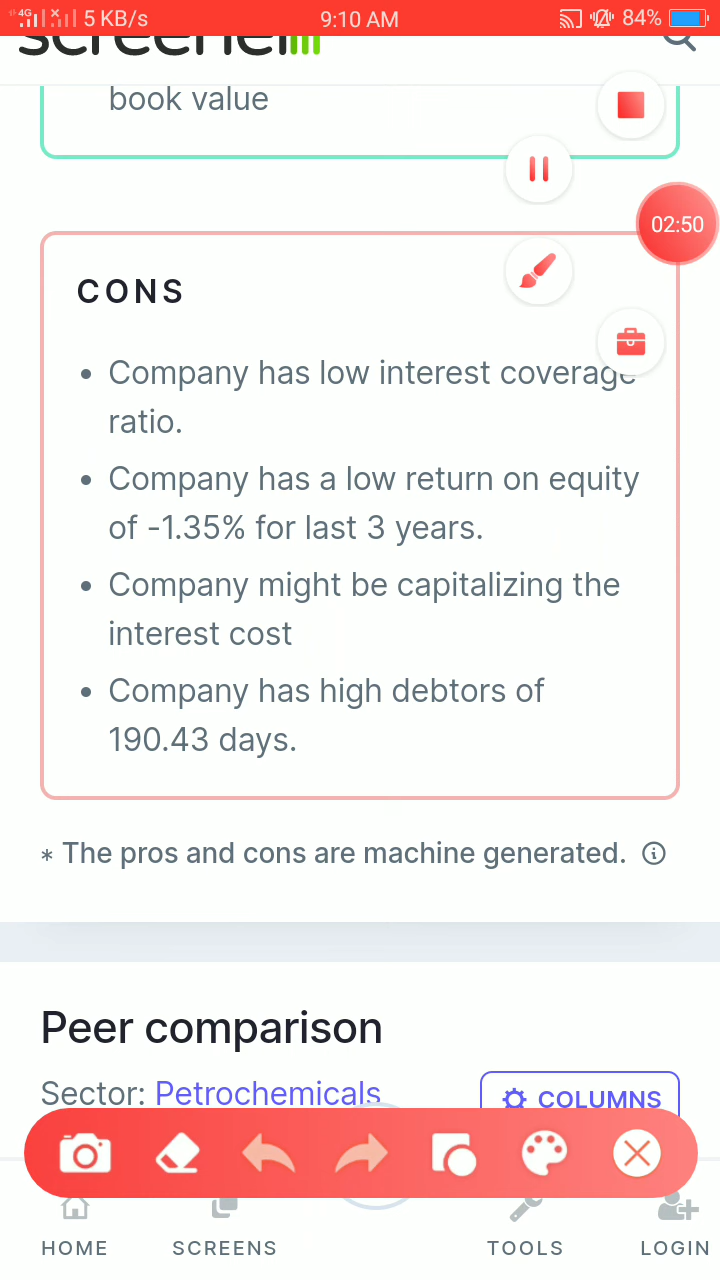 4G 5 KB/s 9:10 AM 84%
screener
book value
02:50
CONS
Company has low interest coverage
ratio.
Company has a low return on equity
of -1.35% for last 3 years.
Company might be capitalizing the
interest cost
Company has high debtors of
190.43 days.
* The pros and cons are machine generated.
Peer comparison
Sector: Petrochemicals
COLUMNS
HOME SCREENS TOOLS LOGIN